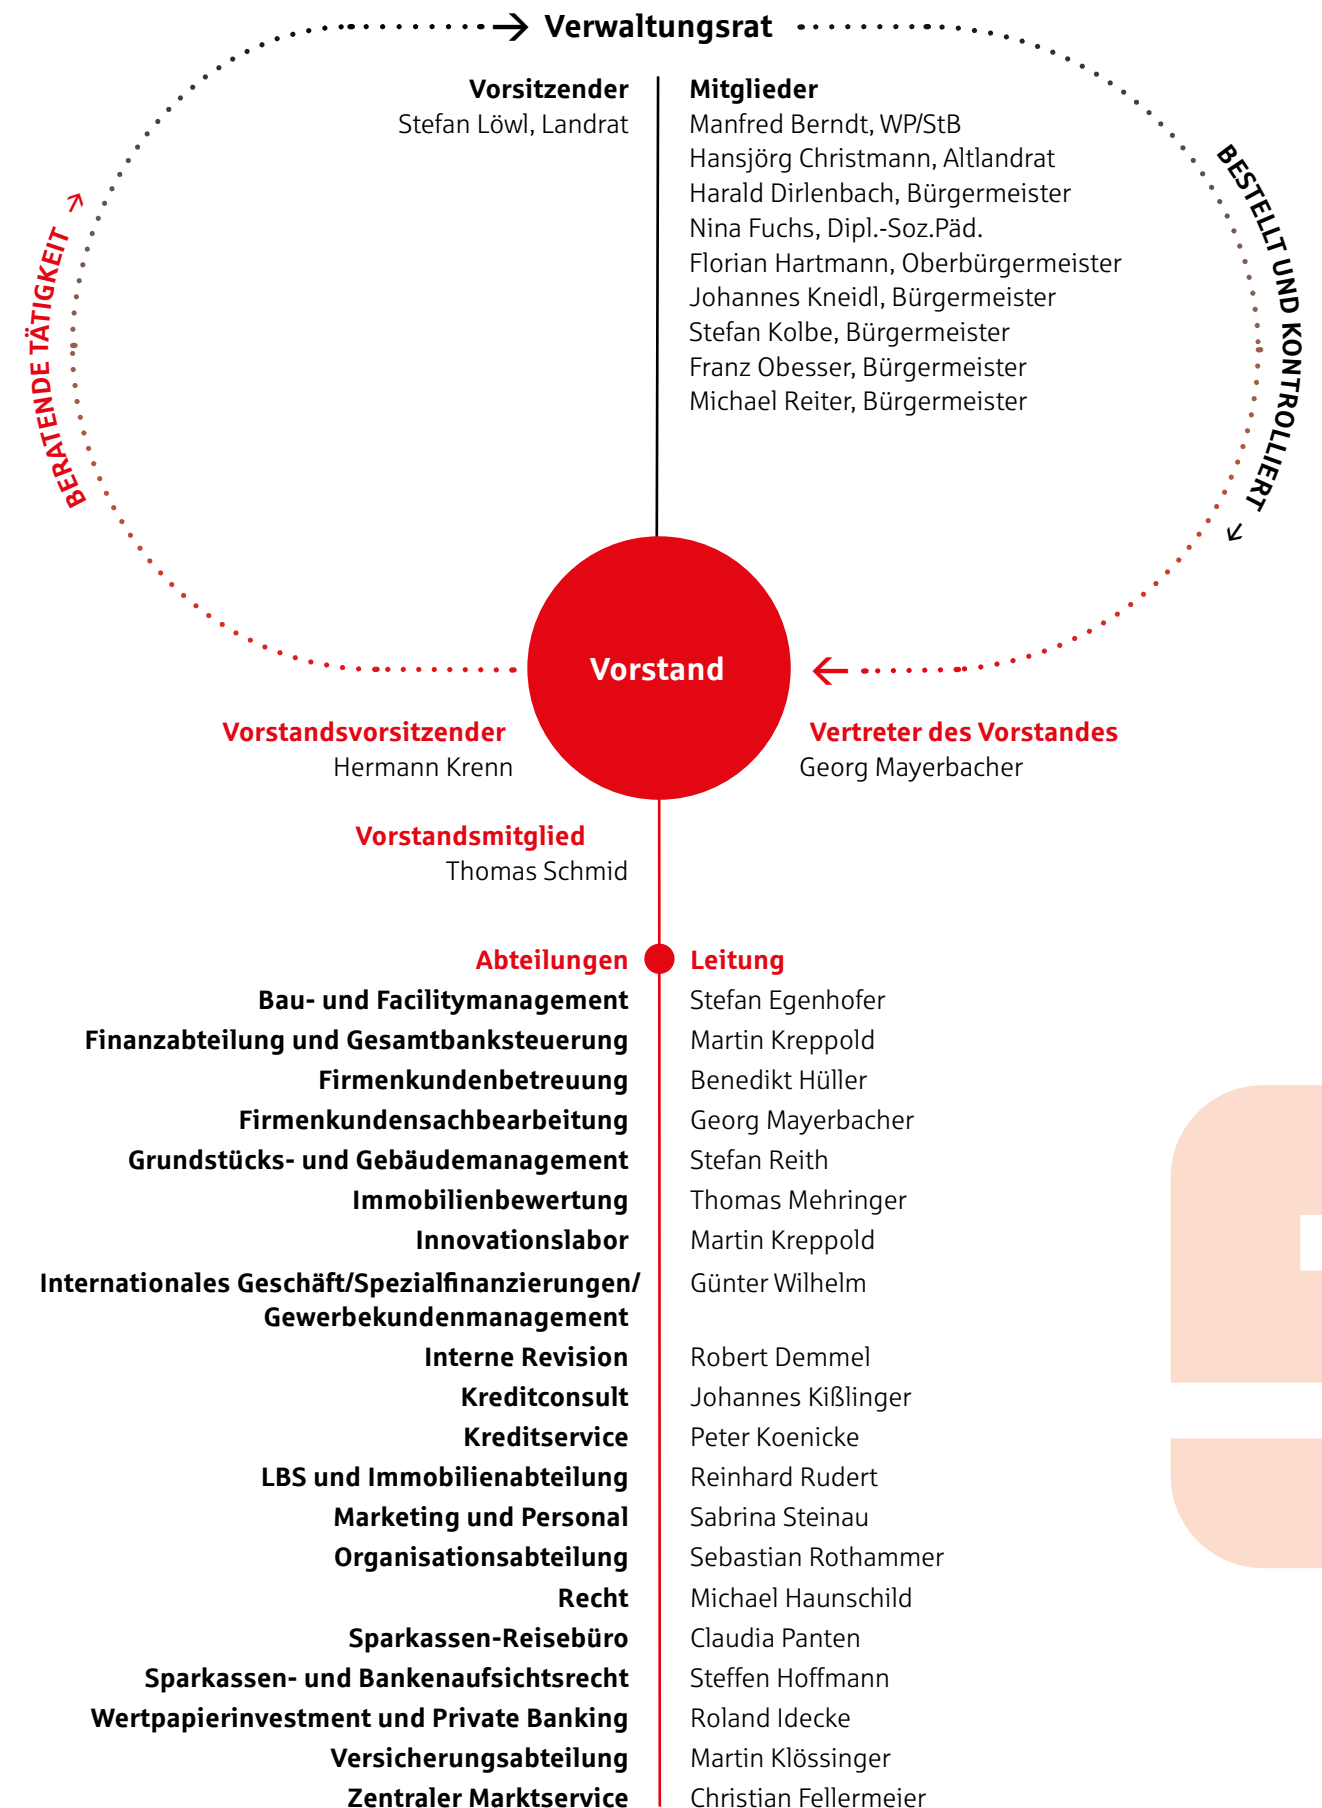 Verwaltungsrat
Vorsitzender
Stefan Löwl, Landrat
Mitglieder
Manfred Berndt, WP/StB
Hansjörg Christmann, Altlandrat
Harald Dirlenbach, Bürgermeister
Nina Fuchs, Dipl.-Soz.Päd.
Florian Hartmann, Oberbürgermeister
Johannes Kneidl, Bürgermeister
Stefan Kolbe, Bürgermeister
Franz Obesser, Bürgermeister
Michael Reiter, Bürgermeister
BERATENDE TÄTIGKEIT
BESTELLT UND KONTROLLIERT
Vorstand
Vorstandsvorsitzender
Hermann Krenn
Vertreter des Vorstandes
Georg Mayerbacher
Vorstandsmitglied
Thomas Schmid
Abteilungen Leitung
Bau- und Facilitymanagement Stefan Egenhofer
Finanzabteilung und Gesamtbanksteuerung Martin Kreppold
Firmenkundenbetreuung Benedikt Hüller
Firmenkundensachbearbeitung Georg Mayerbacher
Grundstücks- und Gebäudemanagement Stefan Reith
Immobilienbewertung Thomas Mehringer
Innovationslabor Martin Kreppold
Internationales Geschäft/Spezialfinanzierungen/ Günter Wilhelm
Gewerbekundenmanagement
Interne Revision Robert Demmel
Kreditconsult Johannes Kißlinger
Kreditservice Peter Koenicke
LBS und Immobilienabteilung Reinhard Rudert
Marketing und Personal Sabrina Steinau
Organisationsabteilung Sebastian Rothammer
Recht Michael Haunschild
Sparkassen-Reisebüro Claudia Panten
Sparkassen- und Bankenaufsichtsrecht Steffen Hoffmann
Wertpapierinvestment und Private Banking Roland Idecke
Versicherungsabteilung Martin Klössinger
Zentraler Marktservice Christian Fellermeier